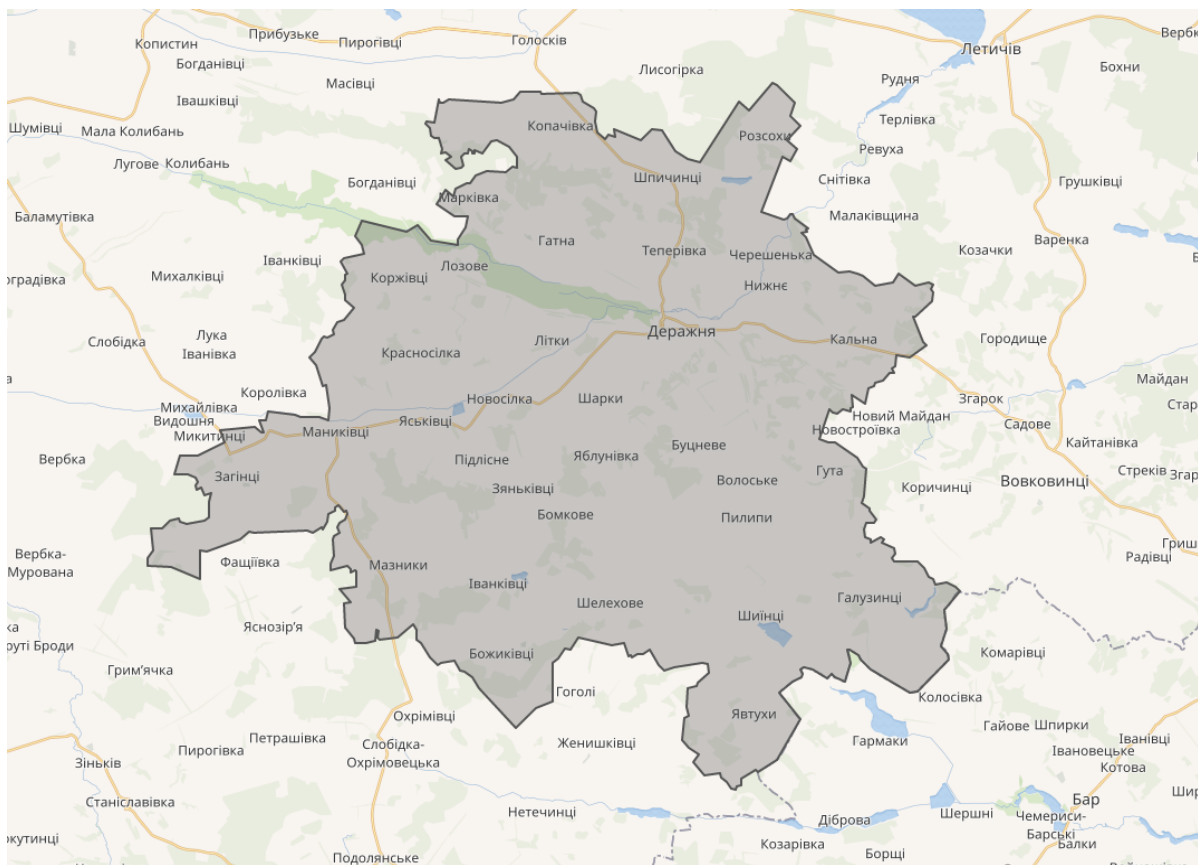 Прибузьке
Копистин
Пирогівці
Голосків
Вербка
Летичів
Богданівці
Масівці
Лисогірка
Рудня
Бохни
Івашківці
Терлівка
Шумівці
Мала Колибань
Копачівка
Розсохи
Ревуха
Лугове
Колибань
Богданівці
Шпичинці
Снітівка
Грушківці
Марківка
Баламутівка
Малаківщина
Гатна
Теперівка
Черешенька
Козачки
Варенка
Іванківці
Лозове
Михалківці
Коржівці
Нижнє
Деражня
Лука
Іванівка
Слобідка
Літки
Кальна
Городище
Красносілка
Майдан
Королівка
Новосілка
Шарки
Згарок
Михайлівка
Видошня
Микитинці
Маниківці
Яськівці
Новий Майдан
Новостроївка
Садове
Кайтанівка
Вербка
Підлісне
Яблунівка
Буцневе
Загінці
Гута
Стреків
Зяньківці
Волоське
Коричинці
Вовковинці
Бомкове
Пилипи
Вербка-
Мурована
Фащіївка
Мазники
Радівці
Іванківці
Шелехове
Галузинці
Шиїнці
Яснозір’я
Грим’ячка
Божиківці
Комарівці
Гоголі
Колосівка
Охрімівці
Явтухи
Гайове
Шпирки
Петрашівка
Пирогівка
Слобідка-
Охрімовецька
Женишківці
Гармаки
Іванівці
Івановецьке
Котова
Зіньків
Станіславівка
Бар
Нетечинці
Діброва
Шершні
Чемериси-
Барські
Балки
Козарівка
Борщі
Подолянське